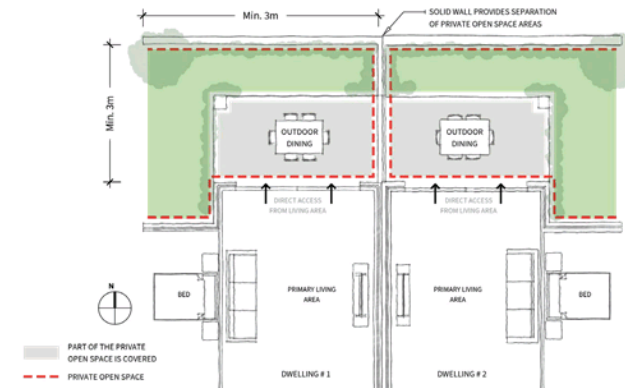 Min. 3m
SOLID WALL PROVIDES SEPARATION
OF PRIVATE OPEN SPACE AREAS
Min. 3m
OUTDOOR
DINING
OUTDOOR
DINING
DIRECT ACCESS
FROM LIVING AREA
DIRECT ACCESS
FROM LIVING AREA
N
BED
PRIMARY LIVING
AREA
PRIMARY LIVING
AREA
BED
PART OF THE PRIVATE
OPEN SPACE IS COVERED
PRIVATE OPEN SPACE
DWELLING # 1
DWELLING # 2